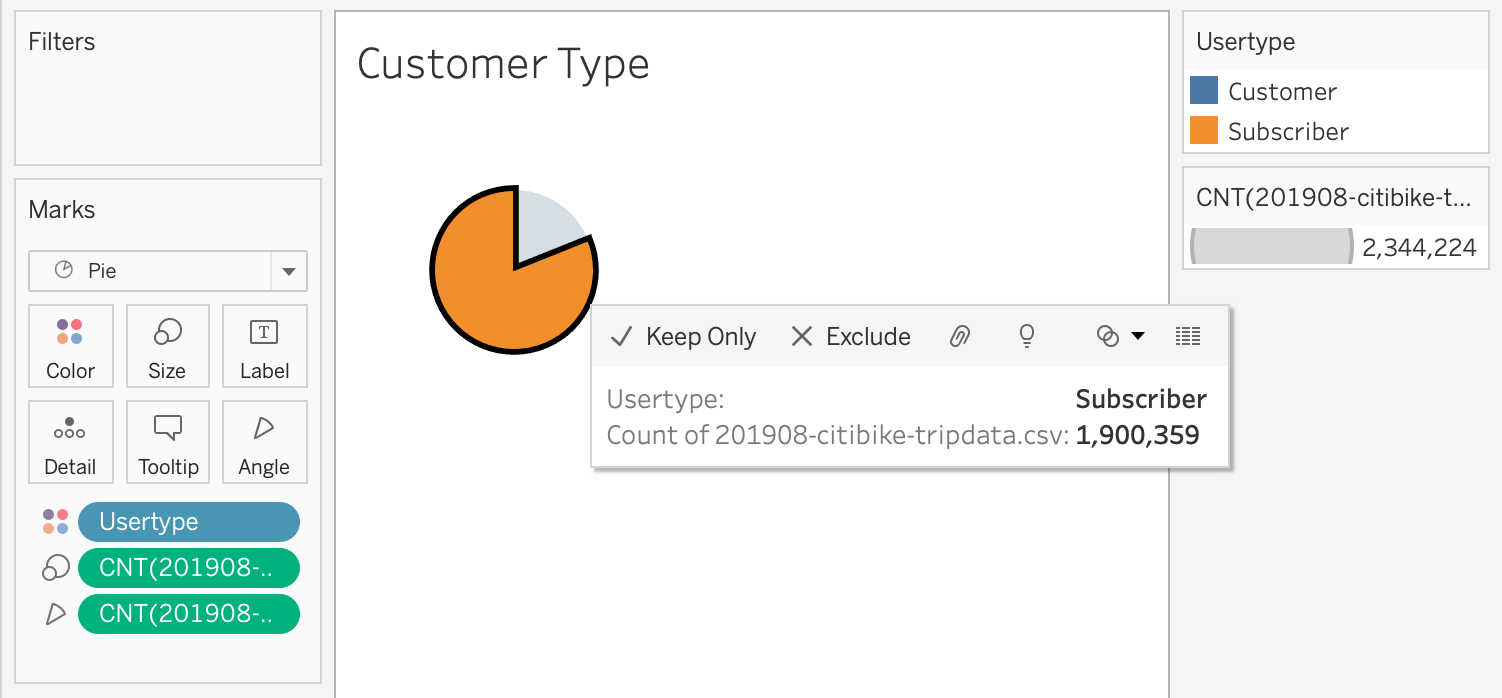 Filters
Marks
Pie
Color Size Label
Detail Tooltip Angle
Usertype
CNT(201908-..
CNT(201908-..
Customer Type
Keep Only Exclude
Usertype: Subscriber
Count of 201908-citibike-tripdata.csv: 1,900,359
Usertype
Customer
Subscriber
CNT(201908-citibike-t...
2,344,224